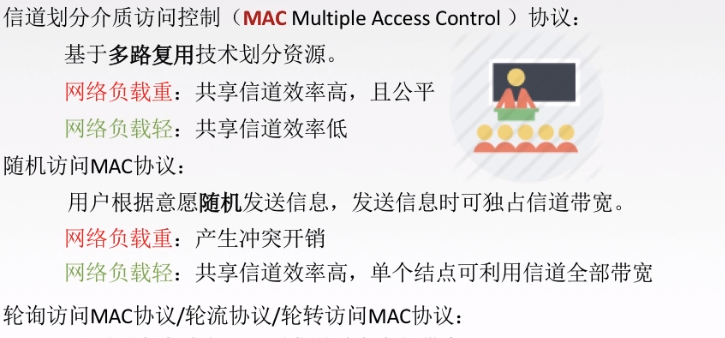 信道划分介质访问控制（MAC Multiple Access Control ）协议：
基于多路复用技术划分资源。
网络负载重：共享信道效率高，且公平
网络负载轻：共享信道效率低
随机访问MAC协议：
用户根据意愿随机发送信息，发送信息时可独占信道带宽。
网络负载重：产生冲突开销
网络负载轻：共享信道效率高，单个结点可利用信道全部带宽
轮询访问MAC协议/轮流协议/轮转访问MAC协议：